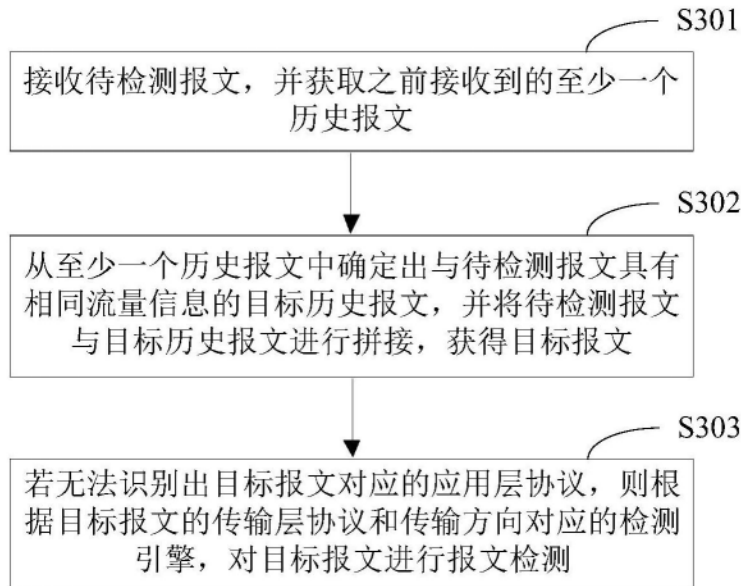 S301
接收待检测报文，并获取之前接收到的至少一个
历史报文
S302
从至少一个历史报文中确定出与待检测报文具有
相同流量信息的目标历史报文，并将待检测报文
与目标历史报文进行拼接，获得目标报文
S303
若无法识别出目标报文对应的应用层协议，则根
据目标报文的传输层协议和传输方向对应的检测
引擎，对目标报文进行报文检测